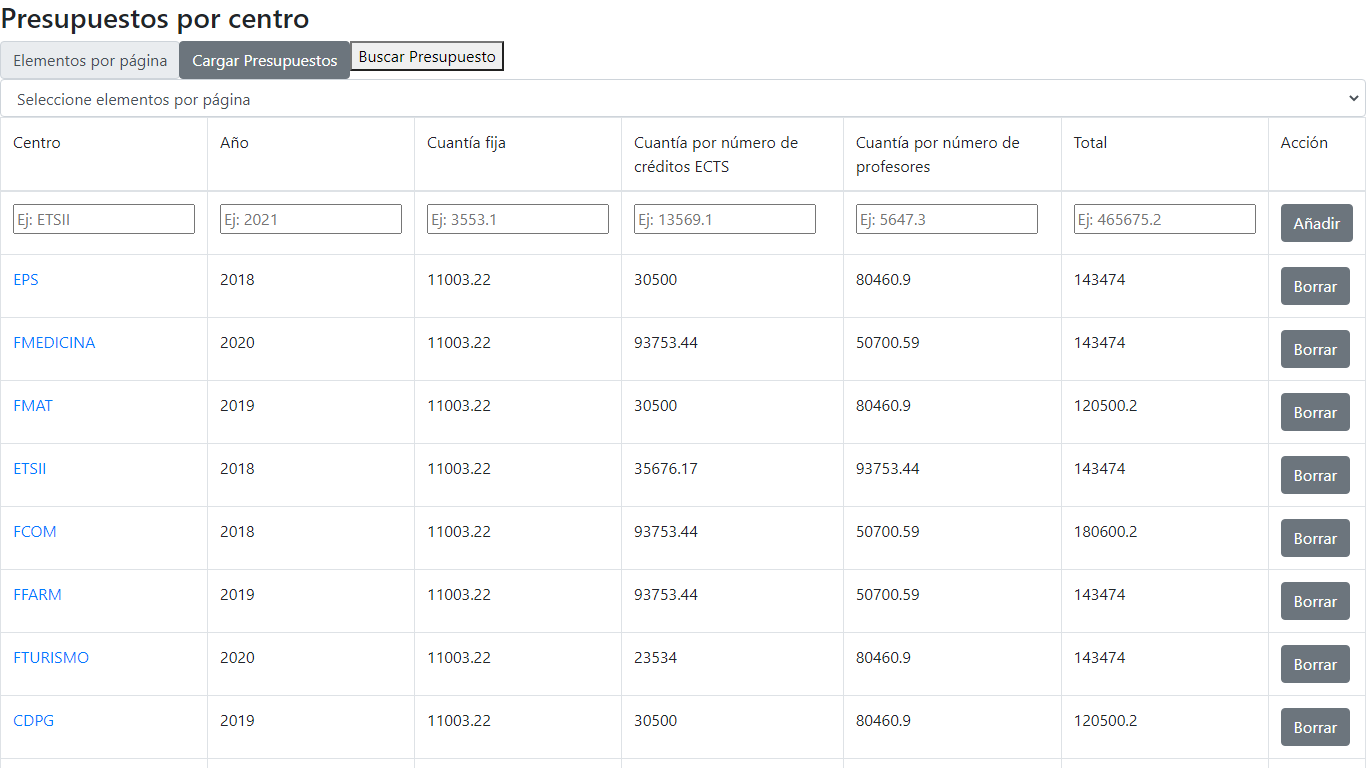 Presupuestos por centro
Elementos por página Cargar Presupuestos Buscar Presupuesto
Seleccione elementos por página
Centro Año Cuantía fija Cuantía por número de créditos ECTS Cuantía por número de profesores Total Acción
Ej: ETSII Ej: 2021 Ej: 3553.1 Ej: 13569.1 Ej: 5647.3 Ej: 465675.2 Añadir
EPS 2018 11003.22 30500 80460.9 143474 Borrar
FMEDICINA 2020 11003.22 93753.44 50700.59 143474 Borrar
FMAT 2019 11003.22 30500 80460.9 120500.2 Borrar
ETSII 2018 11003.22 35676.17 93753.44 143474 Borrar
FCOM 2018 11003.22 93753.44 50700.59 180600.2 Borrar
FFARM 2019 11003.22 93753.44 50700.59 143474 Borrar
FTURISMO 2020 11003.22 23534 80460.9 143474 Borrar
CDPG 2019 11003.22 30500 80460.9 120500.2 Borrar